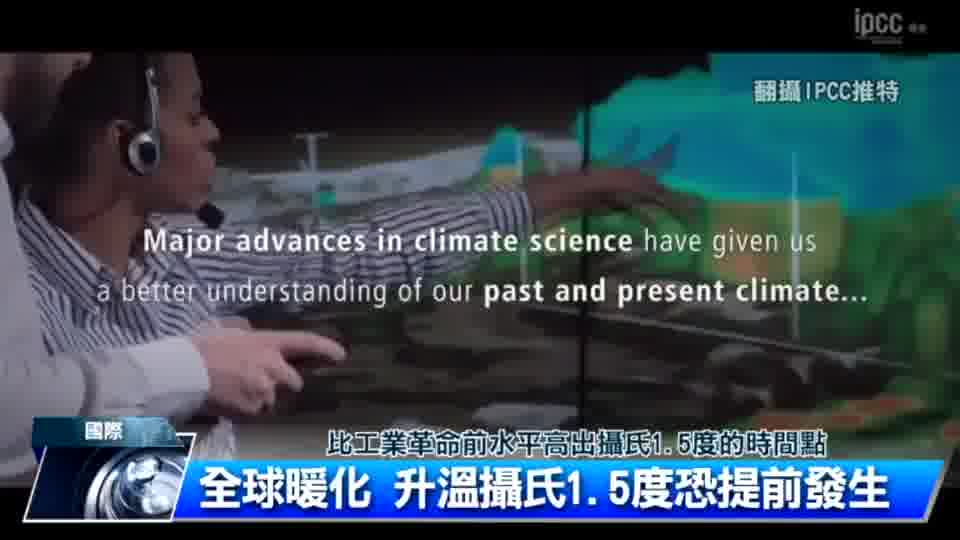 ipcc
翻攝IPCC推特
Major advances in climate science have given us
a better understanding of our past and present climate...
國際
比工業革命前水平高出攝氏1.5度的時間點
全球暖化 升溫攝氏1.5度恐提前發生